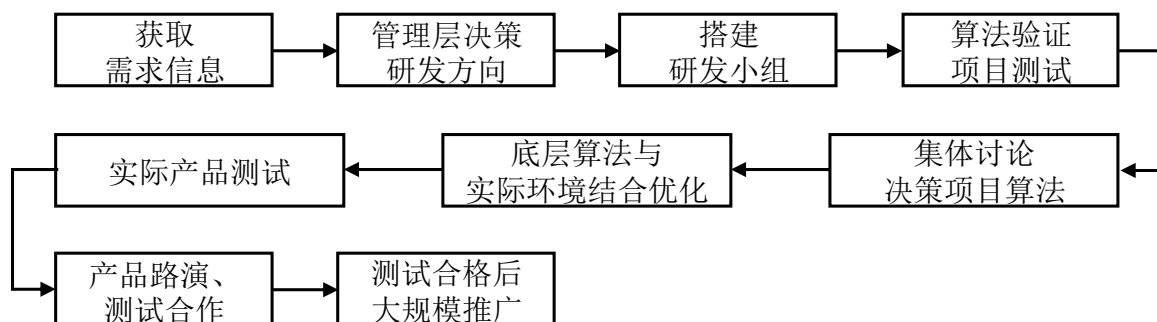 获取
需求信息
管理层决策
研发方向
搭建
研发小组
算法验证
项目测试
集体讨论
决策项目算法
底层算法与
实际环境结合优化
实际产品测试
产品路演、
测试合作
测试合格后
大规模推广